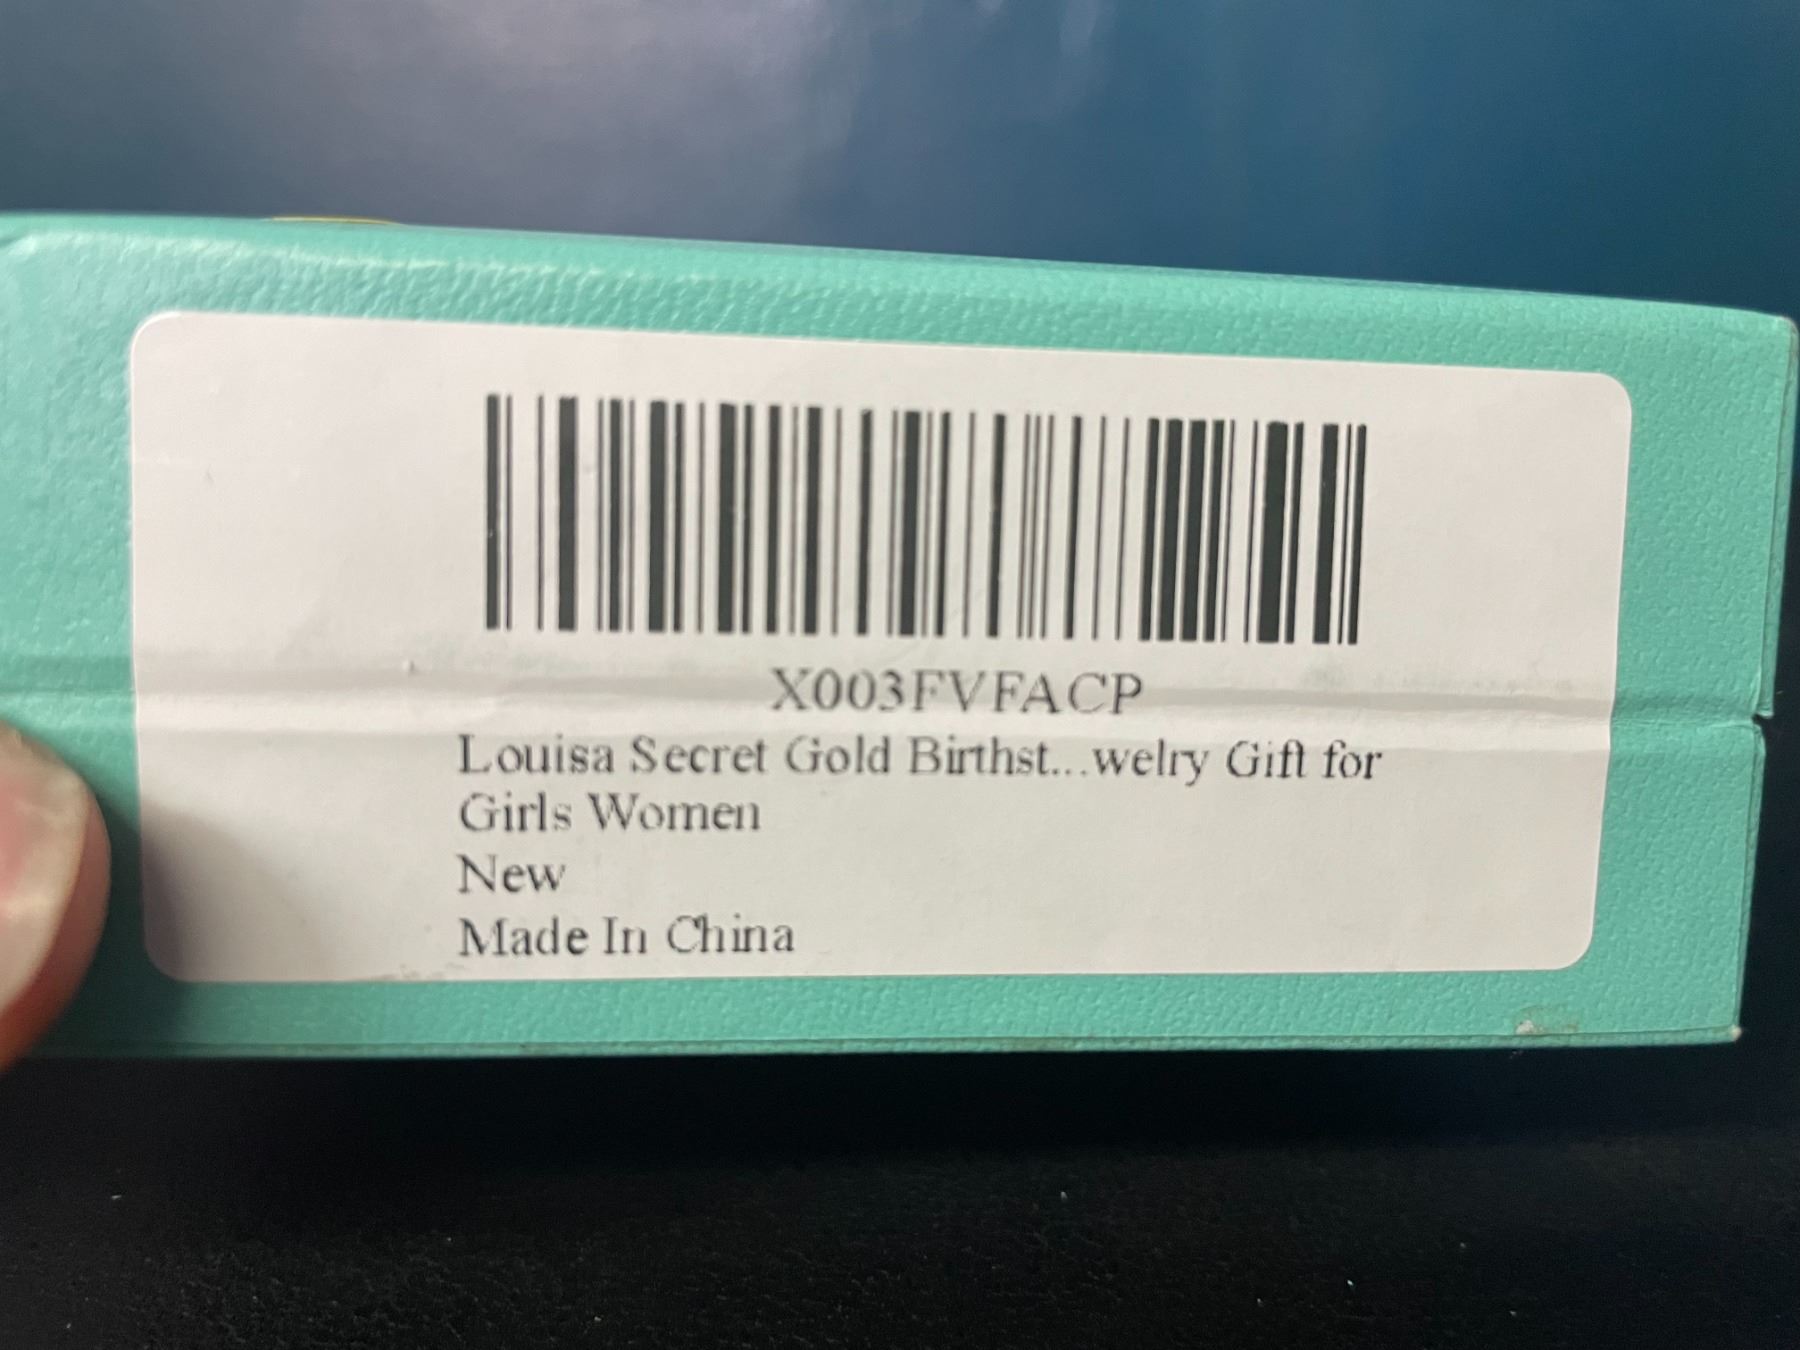 X003FVFACP
Louisa Secret Gold Birthst...welry Gift for
Girls Women
New
Made In China